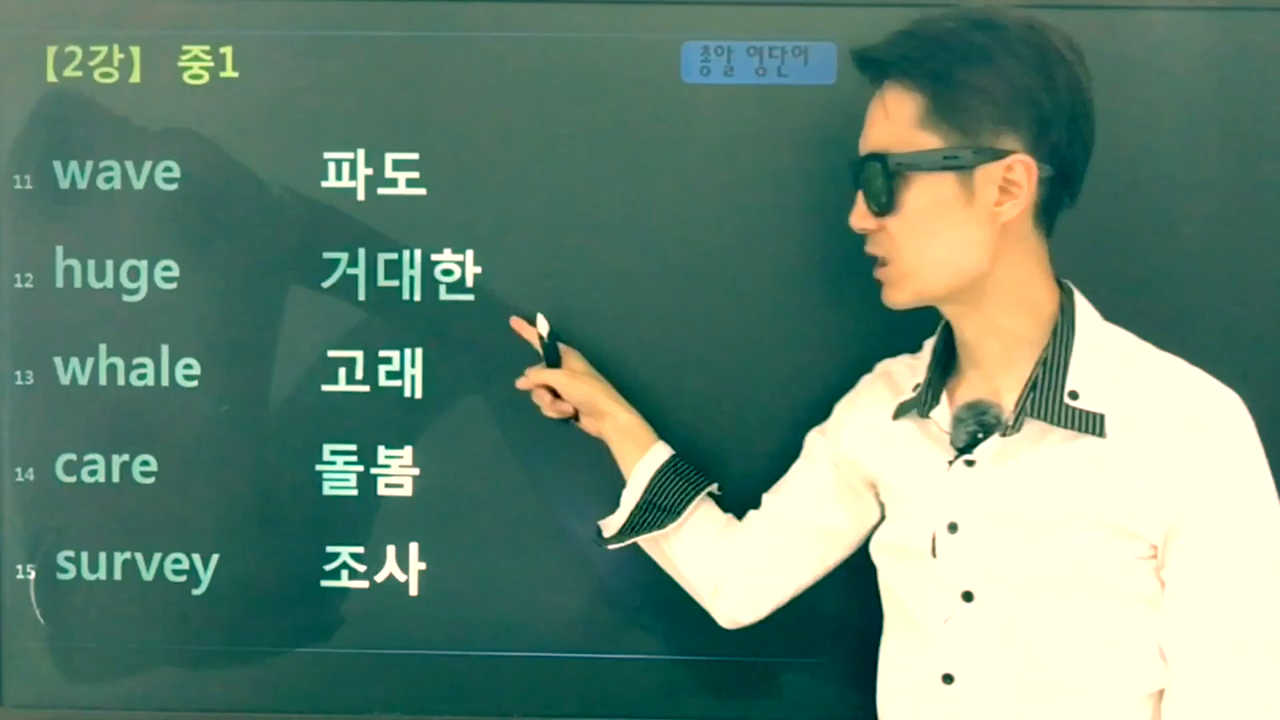 【2강】 중1
총알 영단어
11 wave 파도
12 huge 거대한
13 whale 고래
14 care 돌봄
15 survey 조사